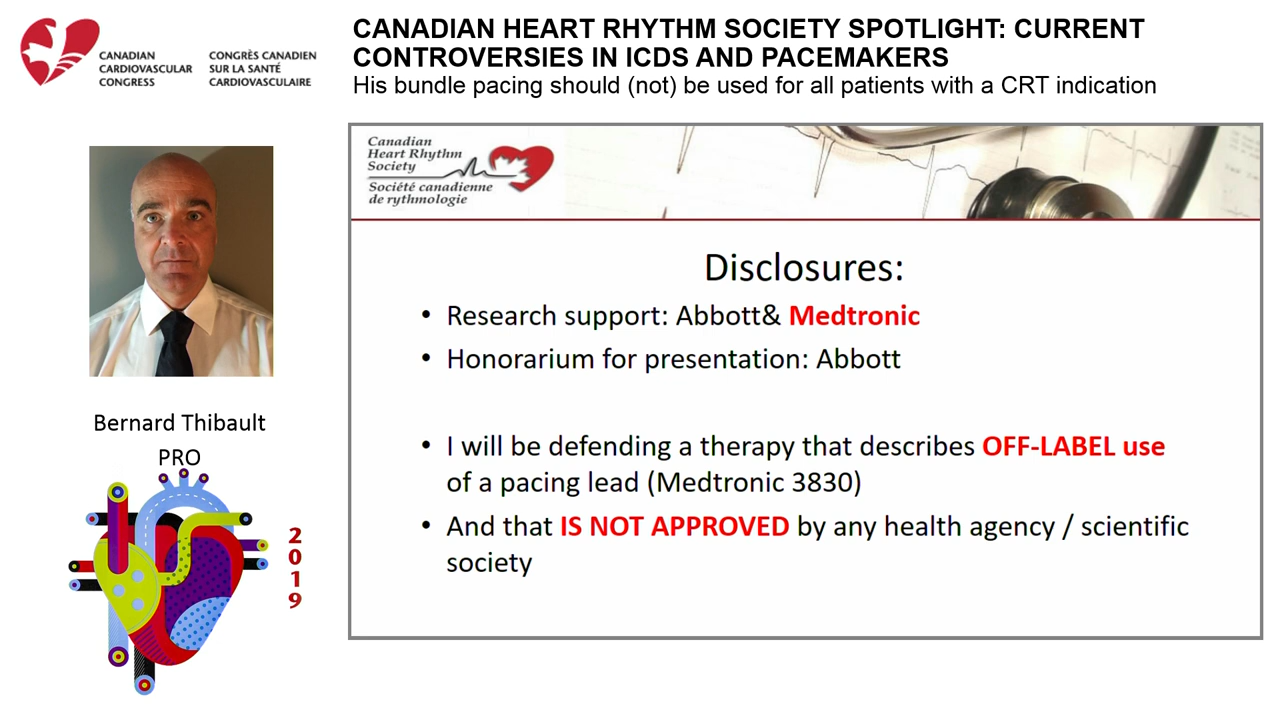 CANADIAN HEART RHYTHM SOCIETY SPOTLIGHT: CURRENT
CONTROVERSIES IN ICDS AND PACEMAKERS
His bundle pacing should (not) be used for all patients with a CRT indication
CANADIAN
CARDIOVASCULAR
CONGRESS
CONGRÈS CANADIEN
SUR LA SANTÉ
CARDIOVASCULAIRE
Canadian
Heart Rhythm
Society
Société canadienne
de rythmologie
Disclosures:
• Research support: Abbott& Medtronic
• Honorarium for presentation: Abbott
• I will be defending a therapy that describes OFF-LABEL use
of a pacing lead (Medtronic 3830)
• And that IS NOT APPROVED by any health agency / scientific
society
Bernard Thibault
PRO
2
0
1
9